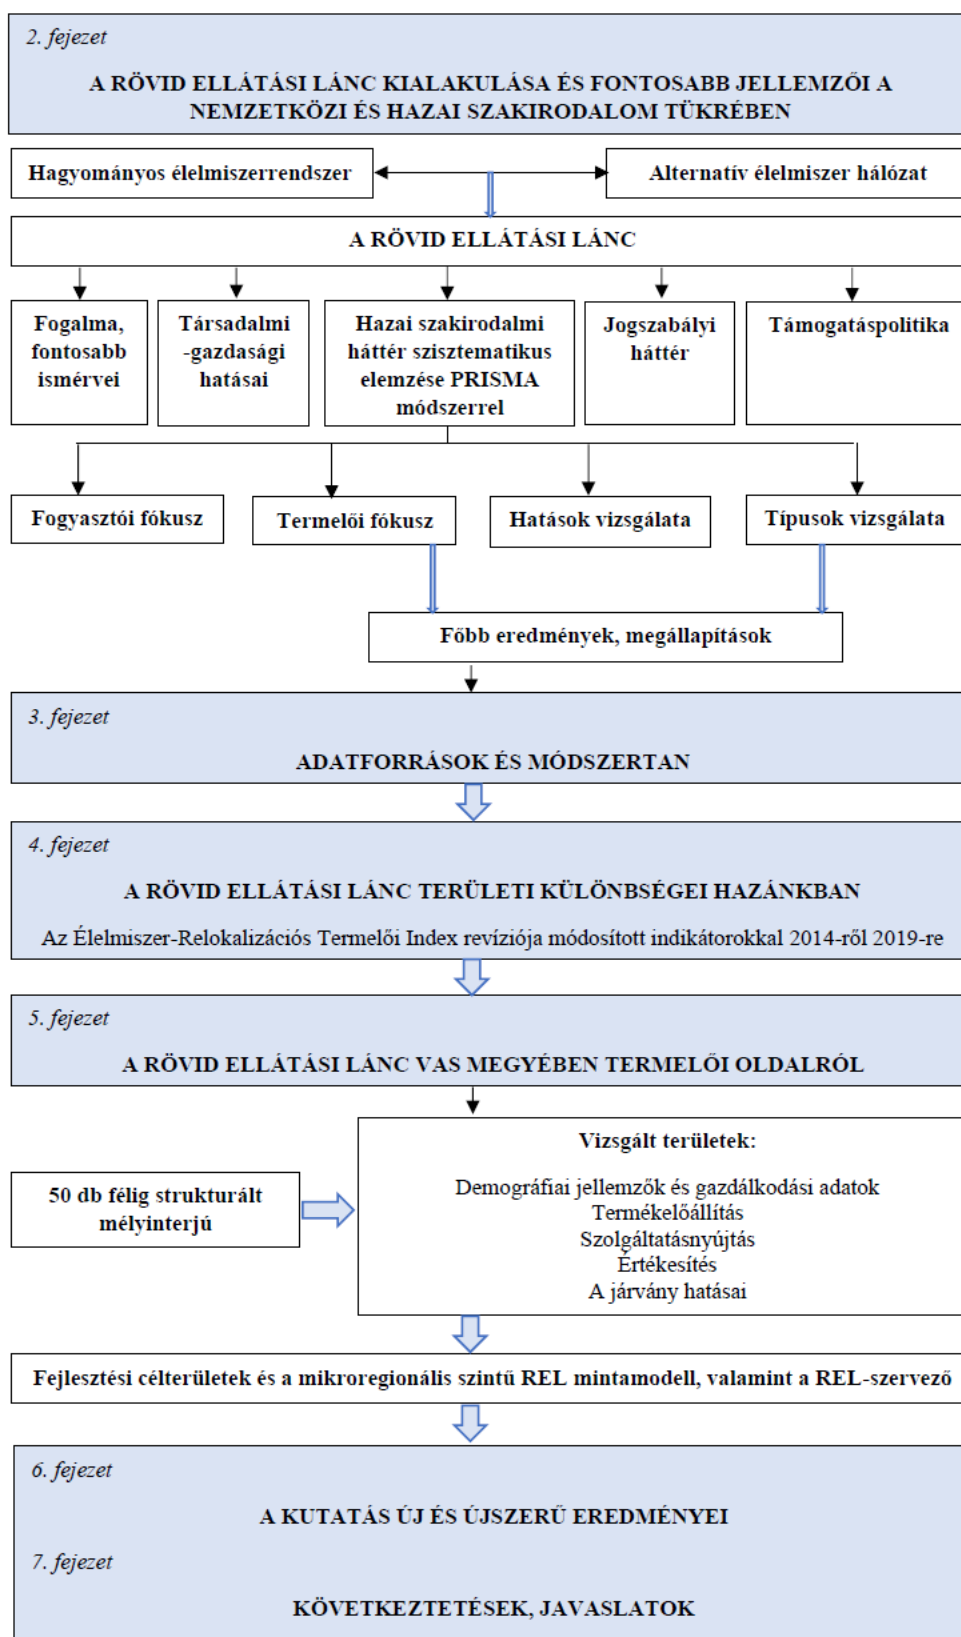 2. fejezet
A RÖVID ELLÁTÁSI LÁNC KIALAKULÁSA ÉS FONTOSABB JELLEMZŐI A
NEMZETKÖZI ÉS HAZAI SZAKIRODALOM TÜKRÉBEN
Hagyományos élelmiszerrendszer
Alternatív élelmiszer hálózat
A RÖVID ELLÁTÁSI LÁNC
Fogalma,
fontosabb
ismérvei
Társadalmi
-gazdasági
hatásai
Hazai szakirodalmi
háttér szisztematikus
elemzése PRISMA
módszerrel
Jogszabályi
háttér
Támogatáspolitika
Fogyasztói fókusz
Termelői fókusz
Hatások vizsgálata
Típusok vizsgálata
Főbb eredmények, megállapítások
3. fejezet
ADATFORRÁSOK ÉS MÓDSZERTAN
4. fejezet
A RÖVID ELLÁTÁSI LÁNC TERÜLETI KÜLÖNBSÉGEI HAZÁNKBAN
Az Élelmiszer-Relokalizációs Termelői Index revíziója módosított indikátorokkal 2014-ről 2019-re
5. fejezet
A RÖVID ELLÁTÁSI LÁNC VAS MEGYÉBEN TERMELŐI OLDALRÓL
50 db félig strukturált
mélyinterjú
Vizsgált területek:
Demográfiai jellemzők és gazdálkodási adatok
Termékelőállítás
Szolgáltatásnyújtás
Értékesítés
A járvány hatásai
Fejlesztési célterületek és a mikroregionális szintű REL mintamodell, valamint a REL-szervező
6. fejezet
A KUTATÁS ÚJ ÉS ÚJSZERŰ EREDMÉNYEI
7. fejezet
KÖVETKEZTETÉSEK, JAVASLATOK